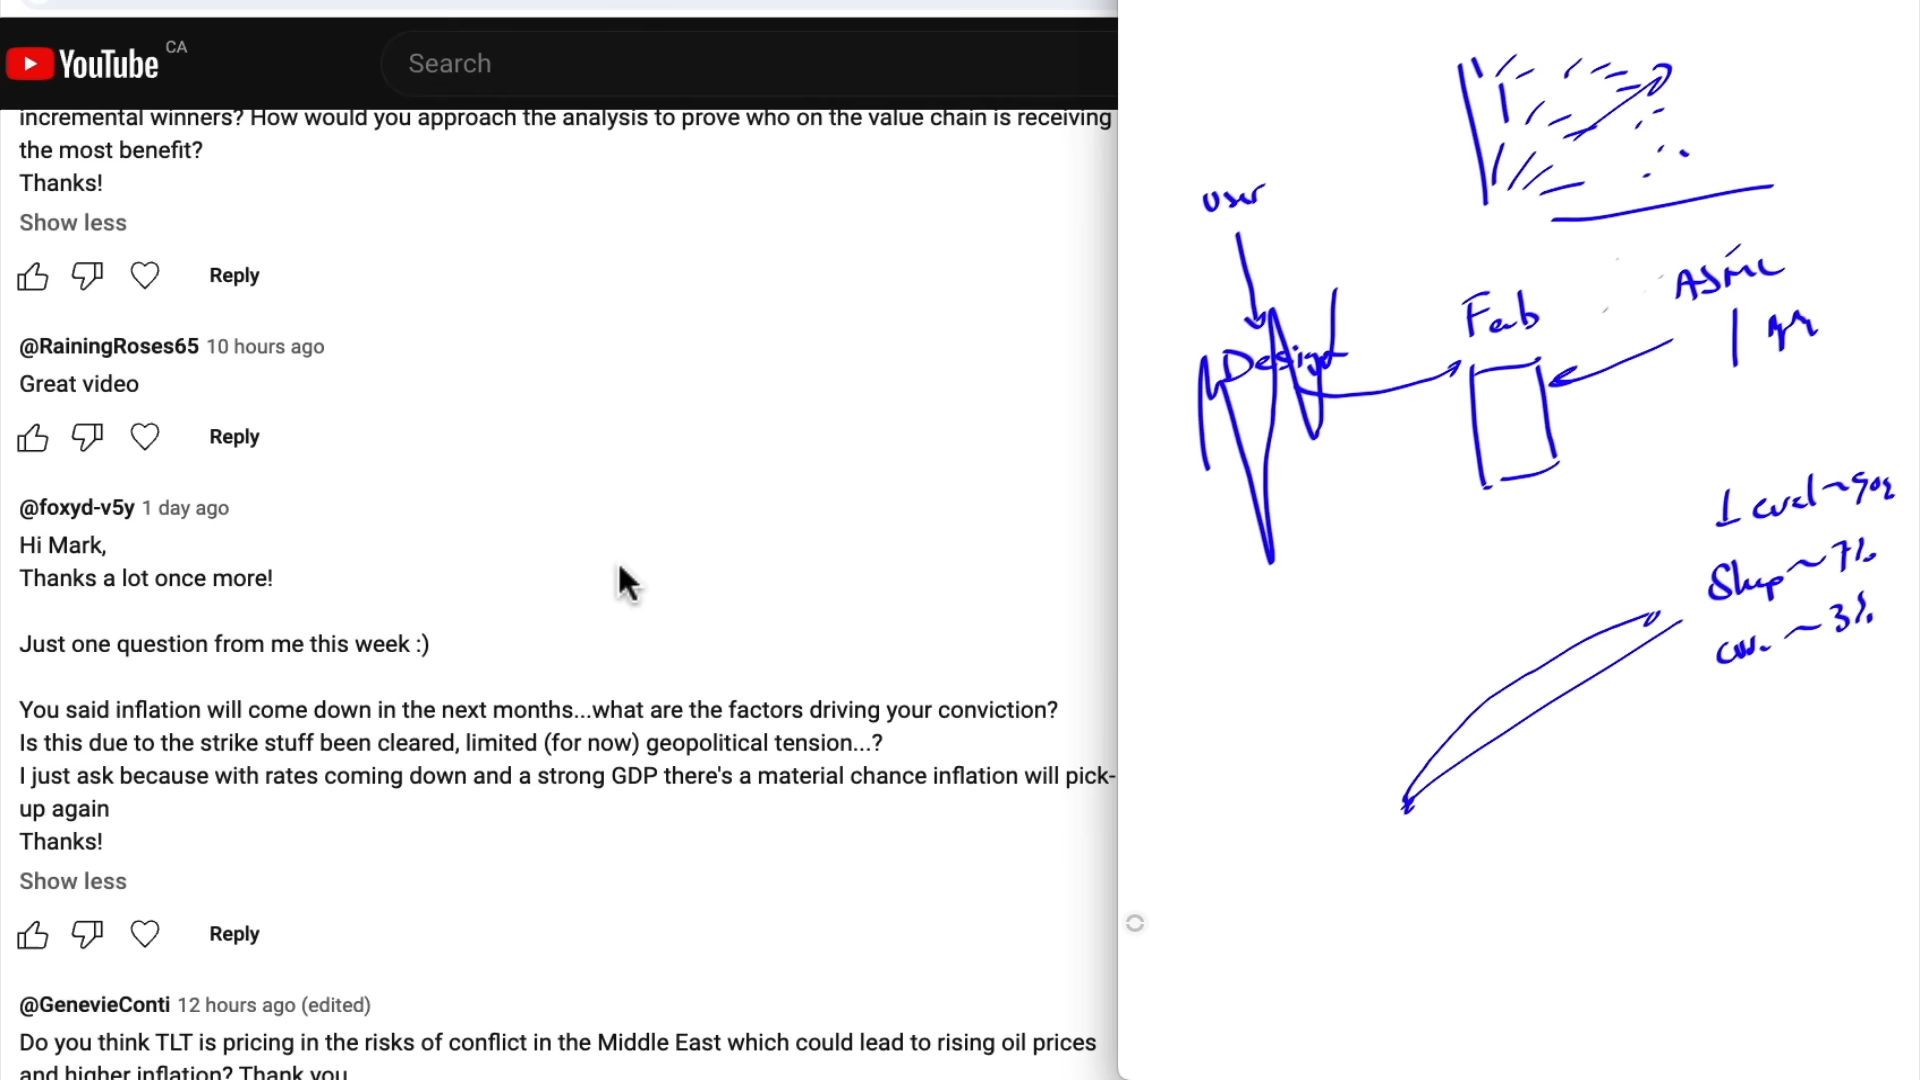 YouTube CA
Search
incremental winners? How would you approach the analysis to prove who on the value chain is receiving
the most benefit?
Thanks!
Show less
Reply
@RainingRoses65 10 hours ago
Great video
Reply
@foxyd-v5y 1 day ago
Hi Mark,
Thanks a lot once more!
Just one question from me this week :)
You said inflation will come down in the next months...what are the factors driving your conviction?
Is this due to the strike stuff been cleared, limited (for now) geopolitical tension...?
I just ask because with rates coming down and a strong GDP there's a material chance inflation will pick-
up again
Thanks!
Show less
Reply
@GenevieConti 12 hours ago (edited)
Do you think TLT is pricing in the risks of conflict in the Middle East which could lead to rising oil prices
and higher inflation? Thank you
user
Design
Fab
ASML
Level ~ 90%
~ 7%
~ 3%